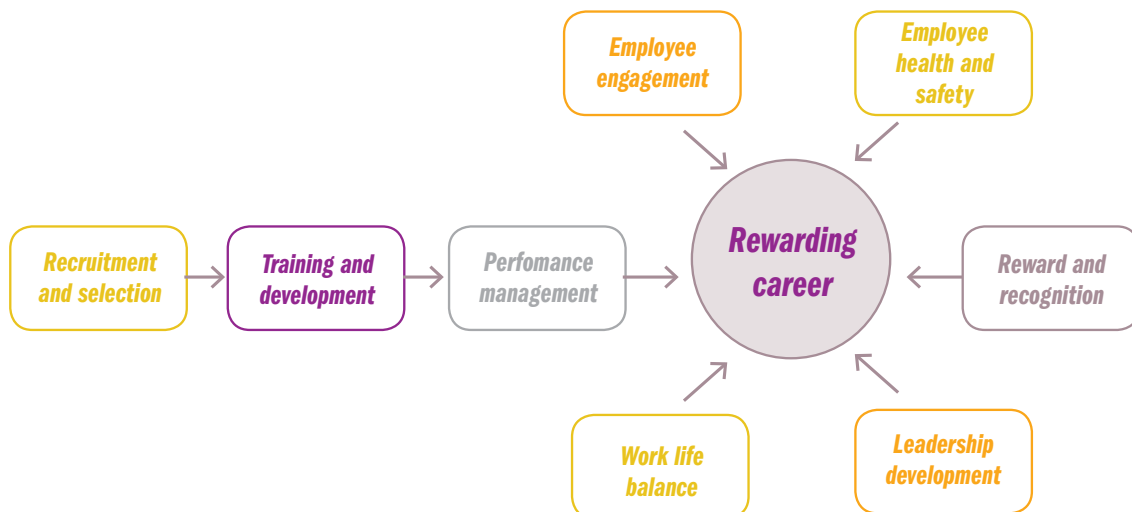 Employee
engagement
Employee
health and
safety
Recruitment
and selection
Training and
development
Perfomance
management
Rewarding
career
Reward and
recognition
Work life
balance
Leadership
development